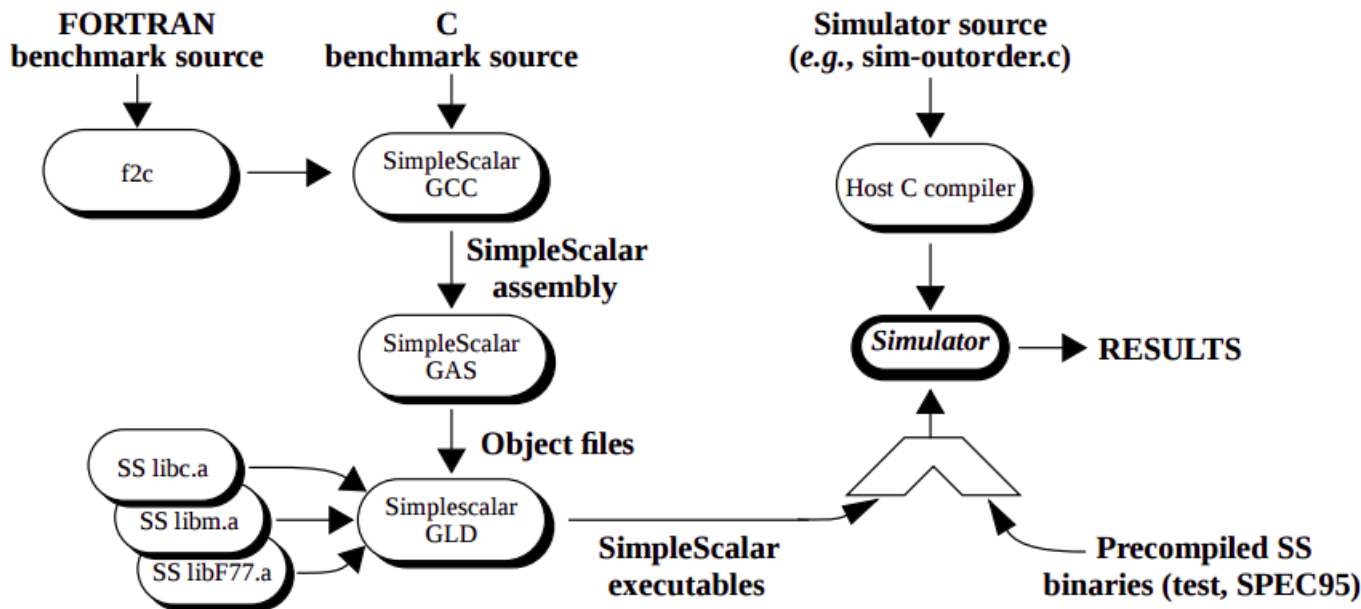 FORTRAN
benchmark source
C
benchmark source
Simulator source
(e.g., sim-outorder.c)
f2c
SimpleScalar
GCC
Host C compiler
SimpleScalar
assembly
SimpleScalar
GAS
Simulator
RESULTS
Object files
SS libc.a
SS libm.a
SS libF77.a
Simplescalar
GLD
SimpleScalar
executables
Precompiled SS
binaries (test, SPEC95)